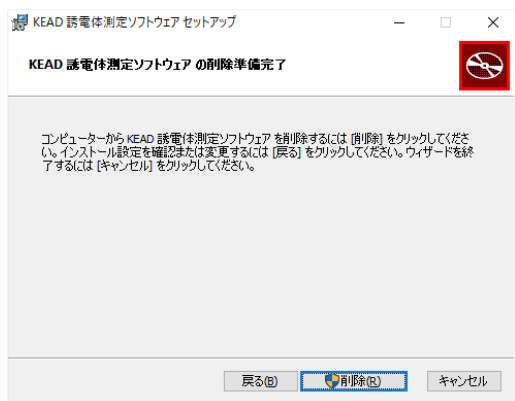 KEAD 誘電体測定ソフトウェア セットアップ
KEAD 誘電体測定ソフトウェア の削除準備完了
コンピューターから KEAD 誘電体測定ソフトウェア を削除するには [削除] をクリックしてくださ
い。インストール設定を確認または変更するには [戻る] をクリックしてください。ウィザードを終
了するには [キャンセル] をクリックしてください。
戻る(B) 削除(R) キャンセル